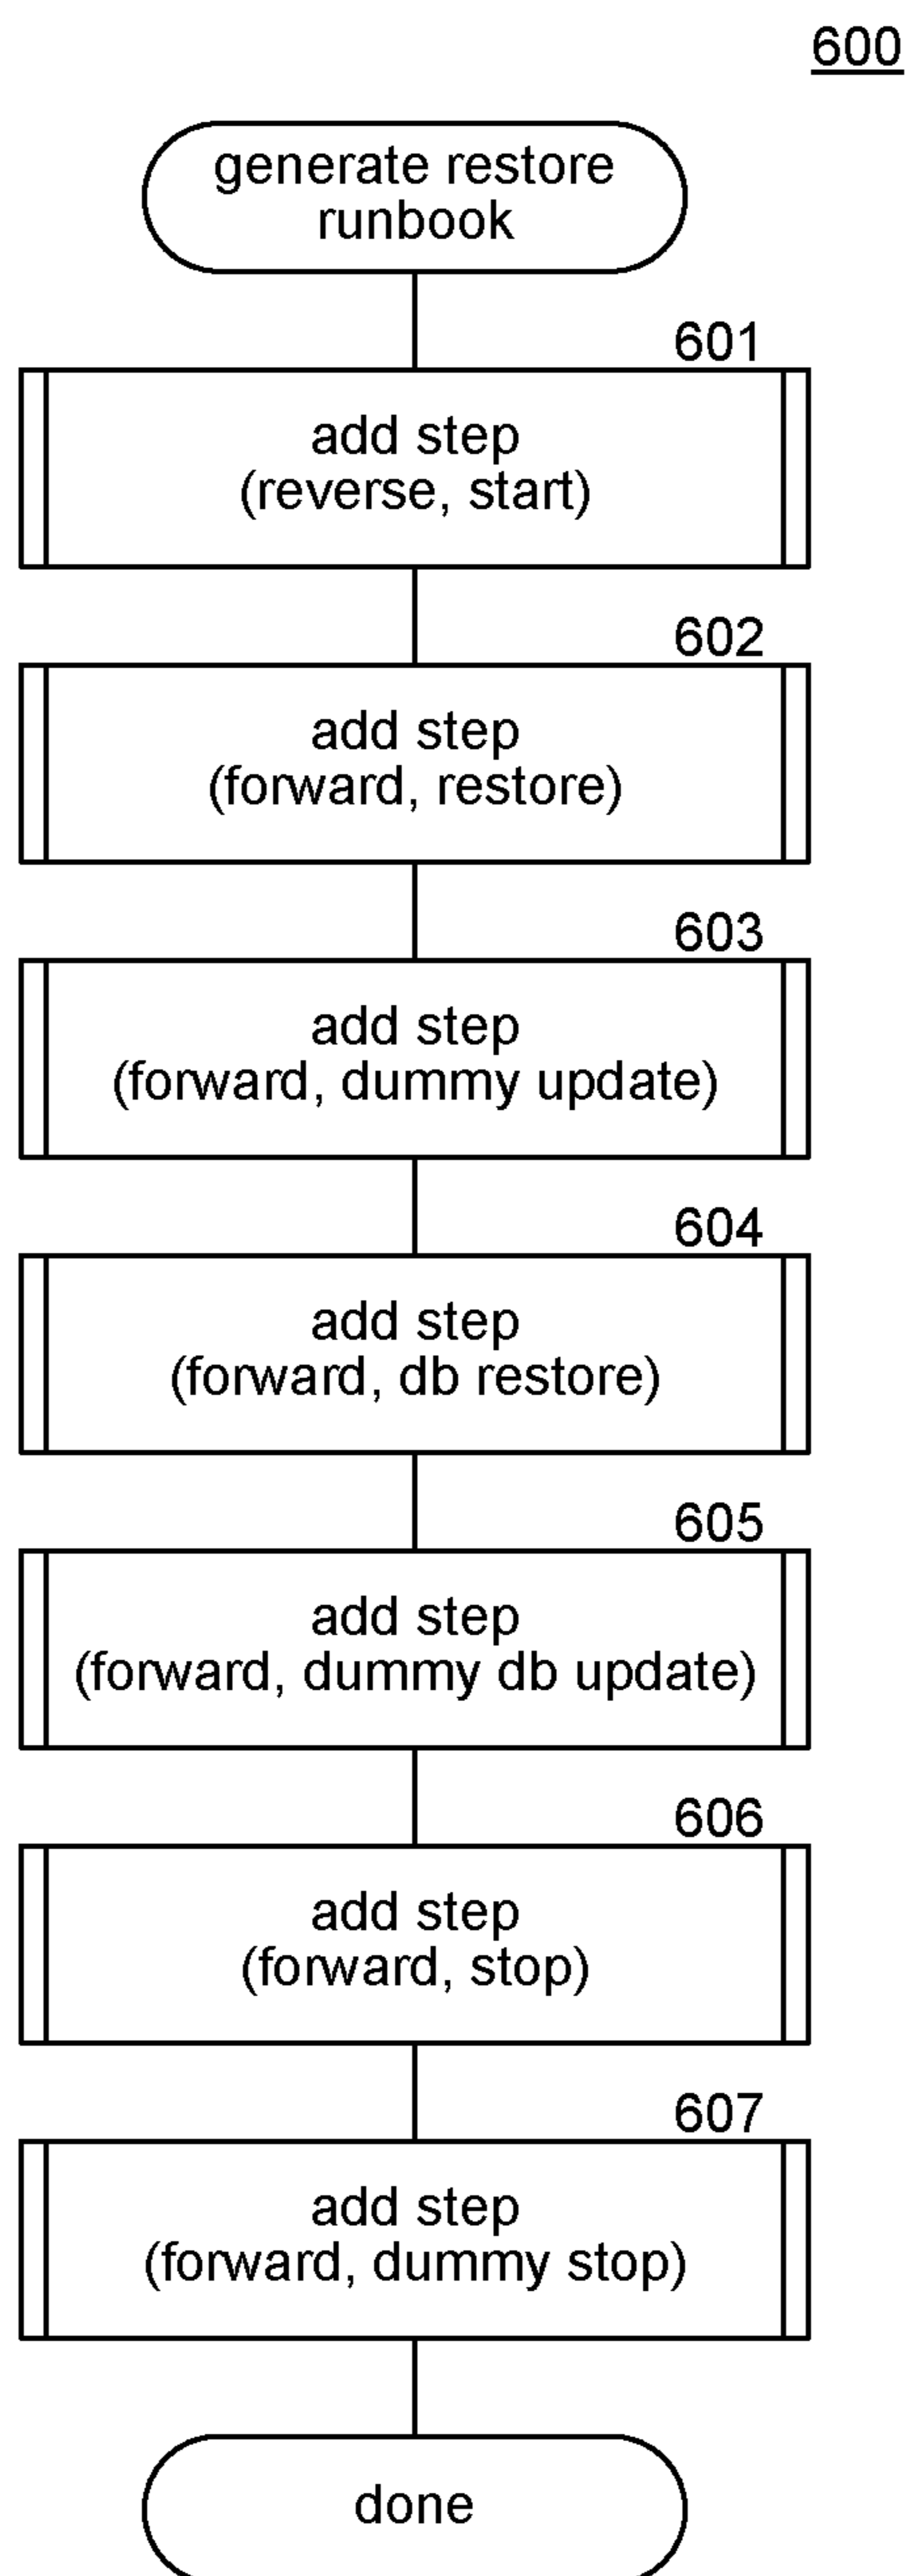 600
generate restore
runbook
601
add step
(reverse, start)
602
add step
(forward, restore)
603
add step
(forward, dummy update)
604
add step
(forward, db restore)
605
add step
(forward, dummy db update)
606
add step
(forward, stop)
607
add step
(forward, dummy stop)
done